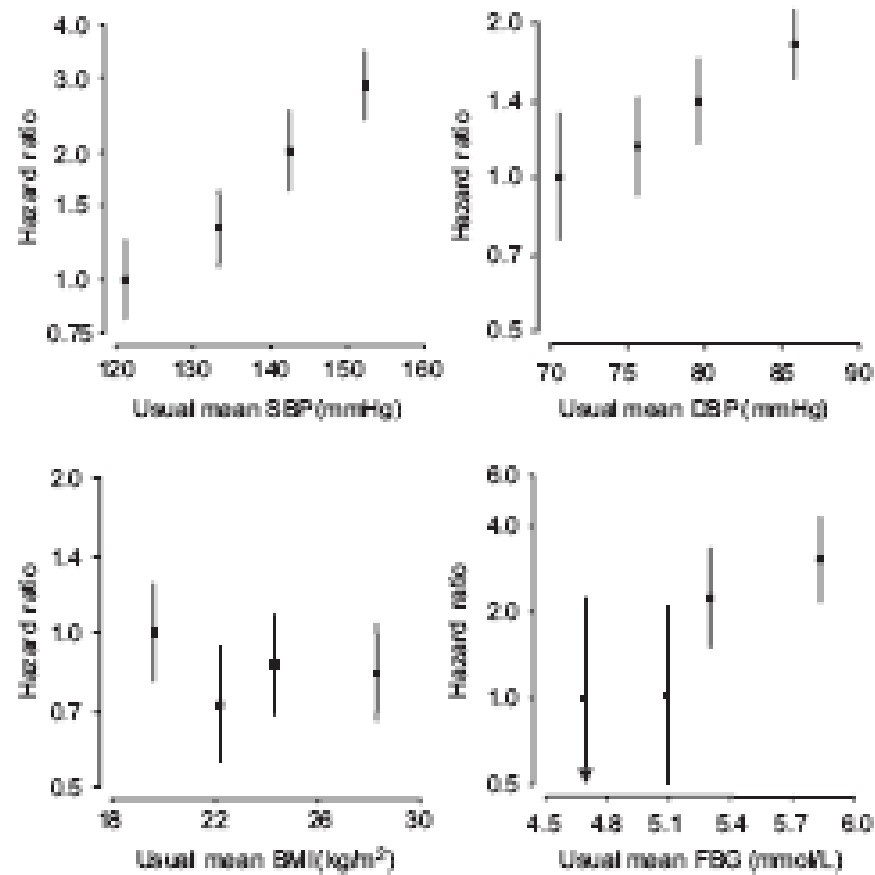 4.0
3.0
2.0
1.5
1.0
0.75
Hazard ratio
120 130 140 150 160
Usual mean SBP(mmHg)
2.0
1.4
1.0
0.7
0.5
Hazard ratio
70 75 80 85 90
Usual mean DBP(mmHg)
2.0
1.4
1.0
0.7
0.5
Hazard ratio
18 22 26 30
Usual mean BMI(kg/m²)
6.0
4.0
2.0
1.0
0.5
Hazard ratio
4.5 4.8 5.1 5.4 5.7 6.0
Usual mean FBG (mmol/L)